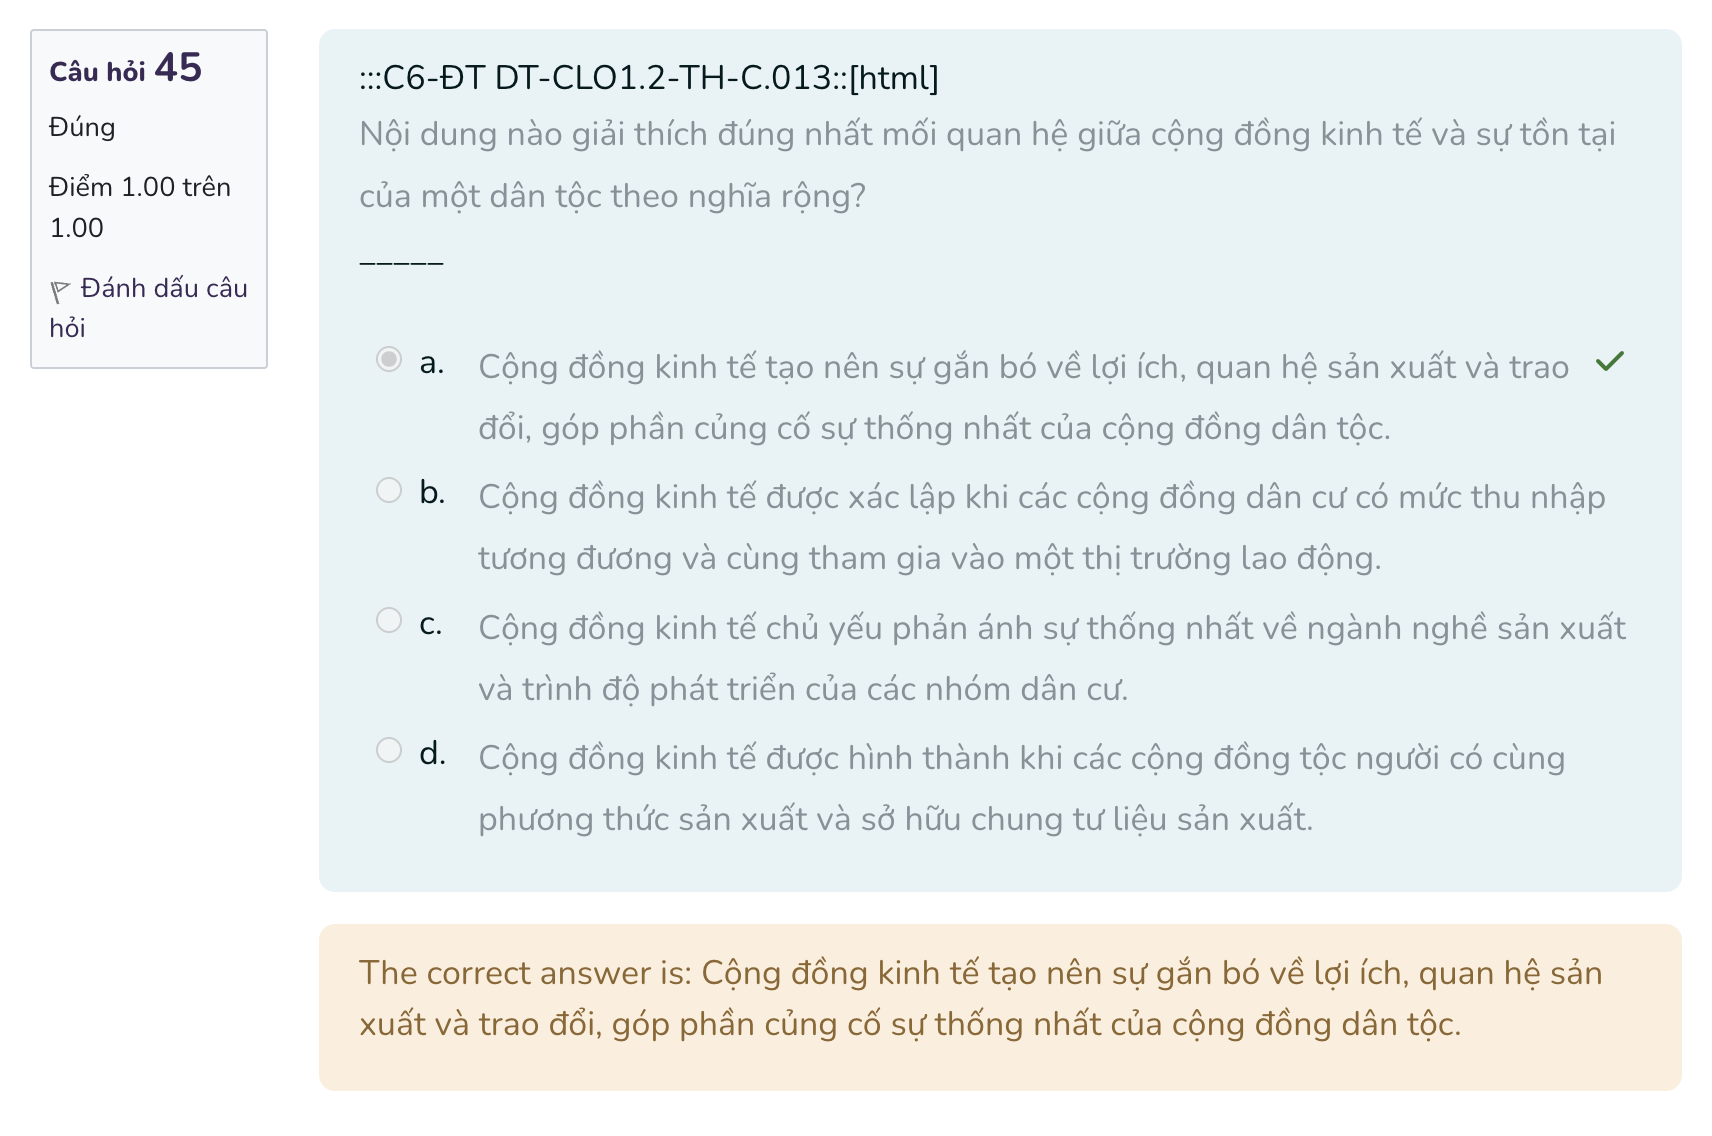 Câu hỏi 45
Đúng
Điểm 1.00 trên
1.00
Đánh dấu câu
hỏi
:::C6-ĐT DT-CLO1.2-TH-C.013::[html]
Nội dung nào giải thích đúng nhất mối quan hệ giữa cộng đồng kinh tế và sự tồn tại
của một dân tộc theo nghĩa rộng?
_____
a. Cộng đồng kinh tế tạo nên sự gắn bó về lợi ích, quan hệ sản xuất và trao
đổi, góp phần củng cố sự thống nhất của cộng đồng dân tộc.
b. Cộng đồng kinh tế được xác lập khi các cộng đồng dân cư có mức thu nhập
tương đương và cùng tham gia vào một thị trường lao động.
c. Cộng đồng kinh tế chủ yếu phản ánh sự thống nhất về ngành nghề sản xuất
và trình độ phát triển của các nhóm dân cư.
d. Cộng đồng kinh tế được hình thành khi các cộng đồng tộc người có cùng
phương thức sản xuất và sở hữu chung tư liệu sản xuất.
The correct answer is: Cộng đồng kinh tế tạo nên sự gắn bó về lợi ích, quan hệ sản
xuất và trao đổi, góp phần củng cố sự thống nhất của cộng đồng dân tộc.